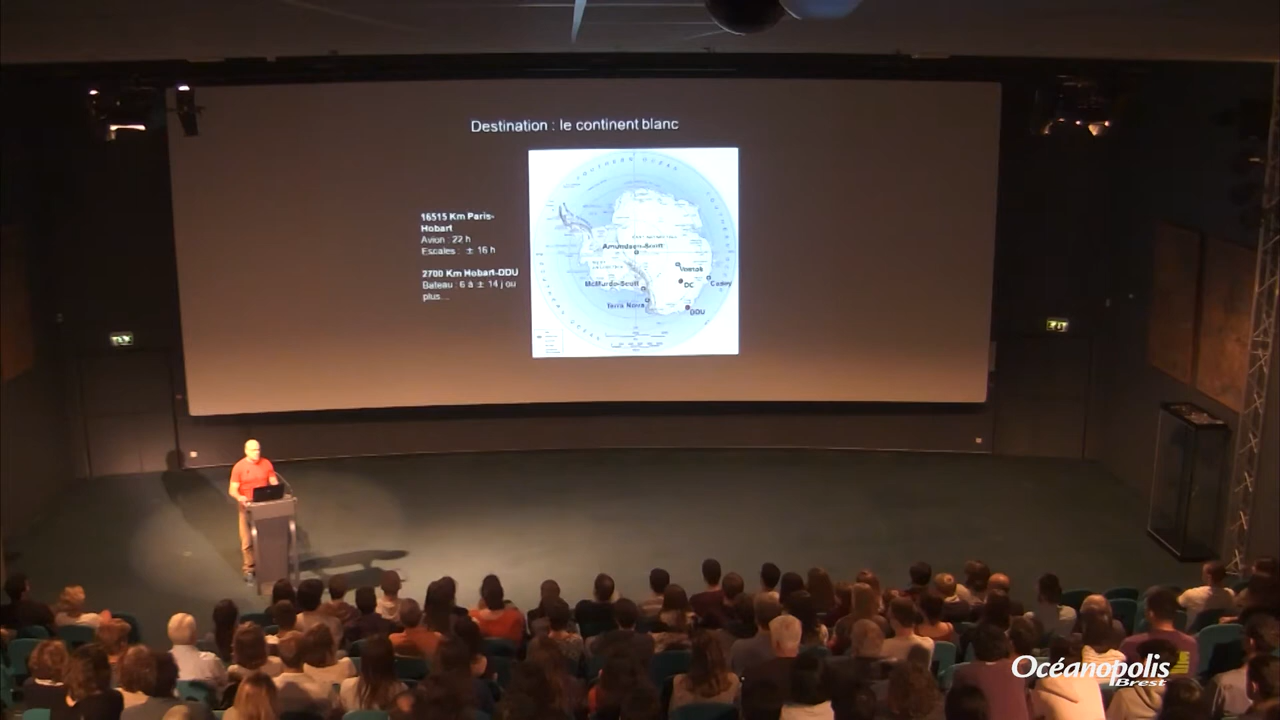 Destination : le continent blanc
16515 Km Paris-
Hobart
Avion : 22 h
Escales : ± 16 h
2700 Km Hobart-DDU
Bateau : 6 à ± 14 j ou
plus...
Amundsen-Scott
Vostok
McMurdo-Scott
DC
Casey
Terra Nova
DDU
Océanopolis
Brest